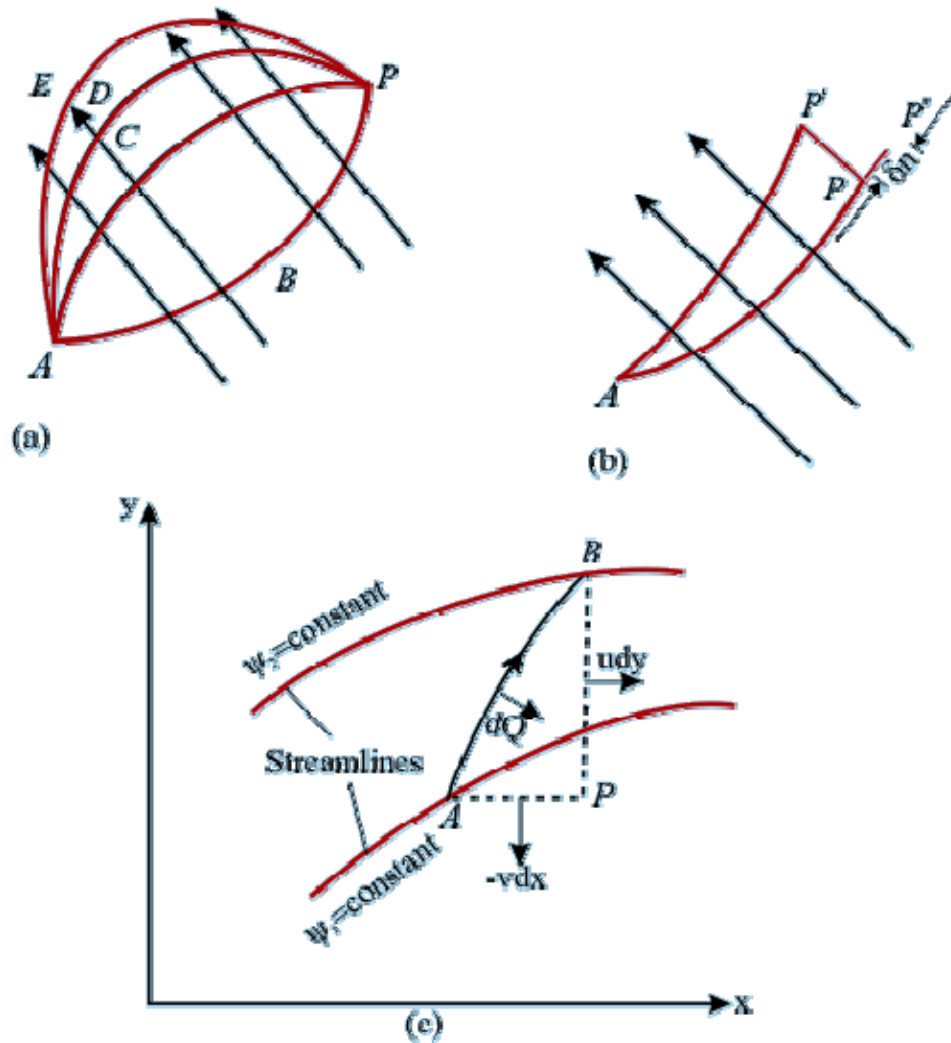 E
D
C
P
B
A
(a)
P'
P''
P
δn
A
(b)
y
B
ψ₂=constant
udy
dQ
Streamlines
A
P
-vdx
ψ₁=constant
x
(c)